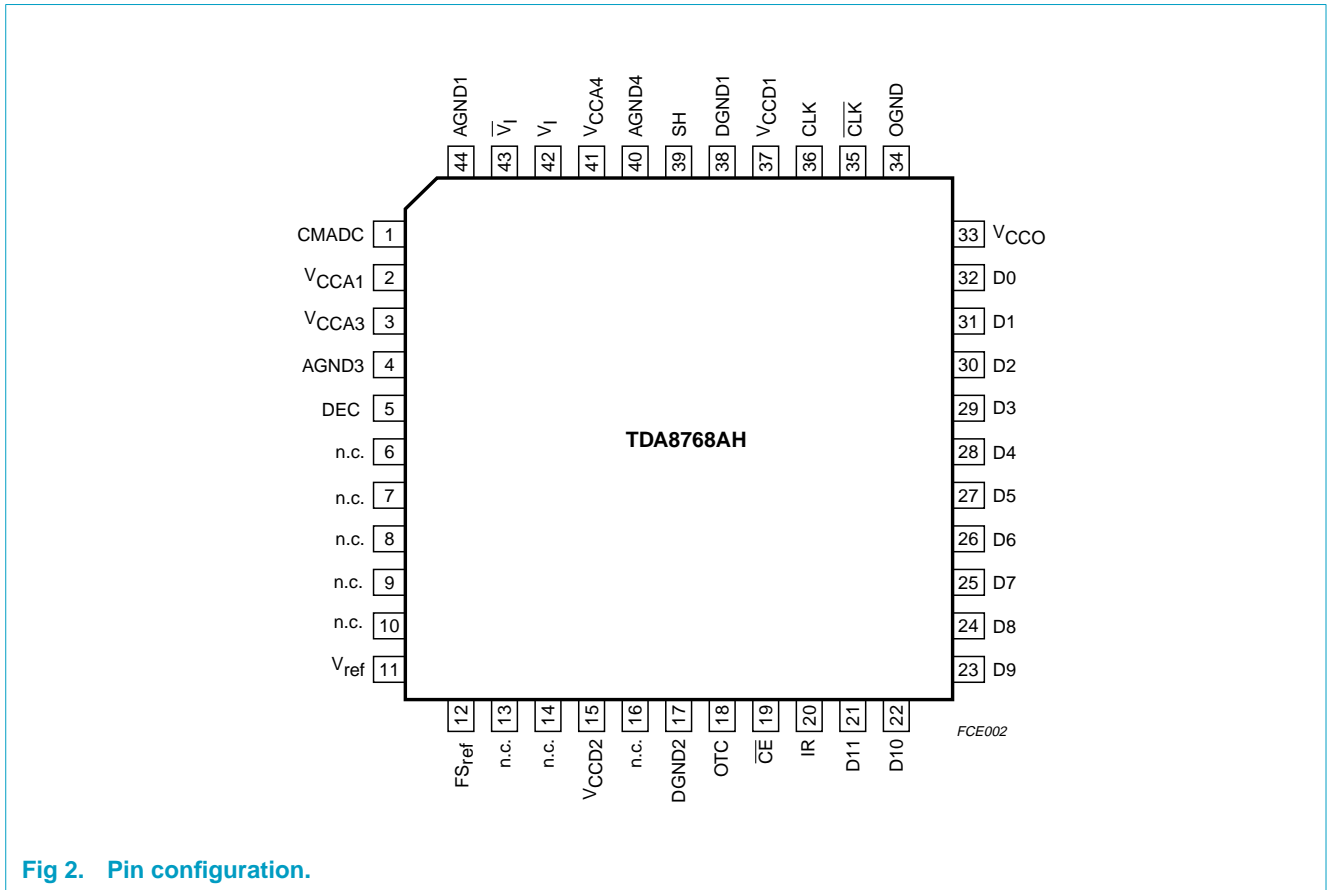 AGND1
V̅I
VI
VCCA4
AGND4
SH
DGND1
VCCD1
CLK
C̅L̅K̅
OGND
44 43 42 41 40 39 38 37 36 35 34
CMADC 1
VCCA1 2
VCCA3 3
AGND3 4
DEC 5
n.c. 6
n.c. 7
n.c. 8
n.c. 9
n.c. 10
Vref 11
TDA8768AH
33 VCCO
32 D0
31 D1
30 D2
29 D3
28 D4
27 D5
26 D6
25 D7
24 D8
23 D9
12 13 14 15 16 17 18 19 20 21 22
FSref
n.c.
n.c.
VCCD2
n.c.
DGND2
OTC
C̅E̅
IR
D11
D10
FCE002
Fig 2. Pin configuration.